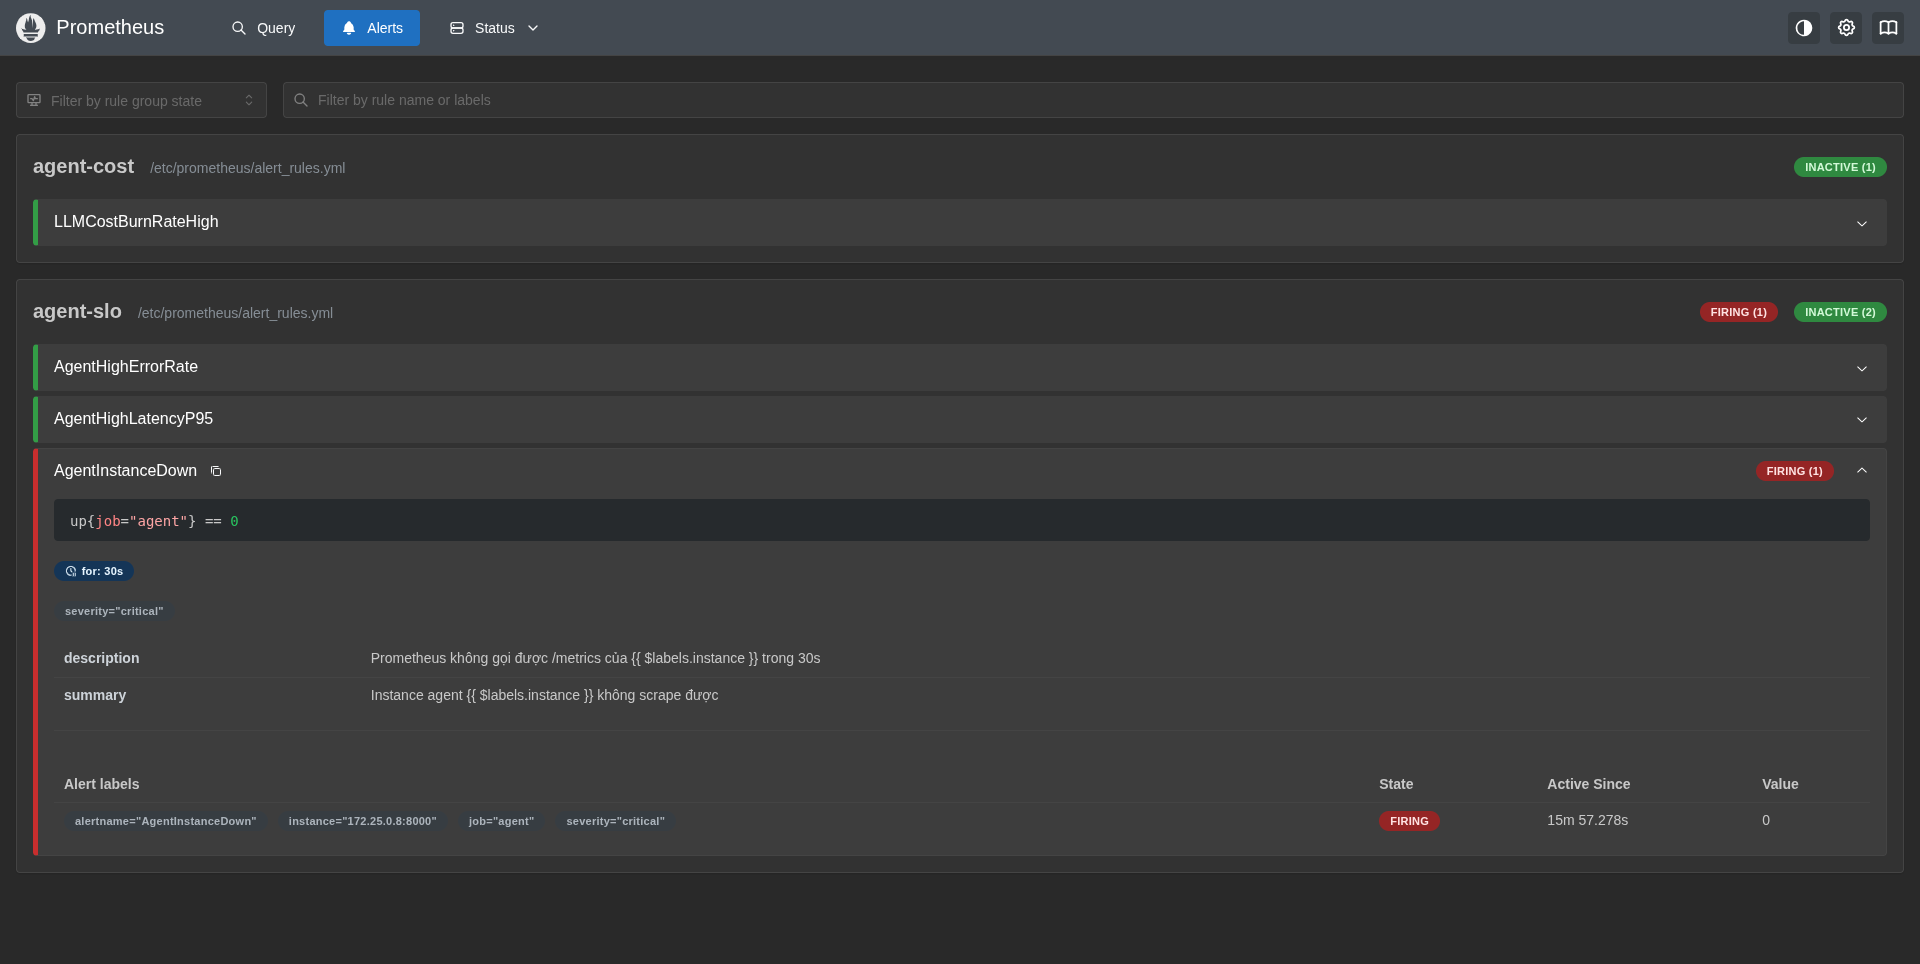 Prometheus Query Alerts Status
Filter by rule group state Filter by rule name or labels
agent-cost /etc/prometheus/alert_rules.yml INACTIVE (1)
LLMCostBurnRateHigh
agent-slo /etc/prometheus/alert_rules.yml FIRING (1) INACTIVE (2)
AgentHighErrorRate
AgentHighLatencyP95
AgentInstanceDown FIRING (1)
up{job="agent"} == 0
for: 30s
severity="critical"
description Prometheus không gọi được /metrics của {{ $labels.instance }} trong 30s
summary Instance agent {{ $labels.instance }} không scrape được
Alert labels State Active Since Value
alertname="AgentInstanceDown" instance="172.25.0.8:8000" job="agent" severity="critical" FIRING 15m 57.278s 0